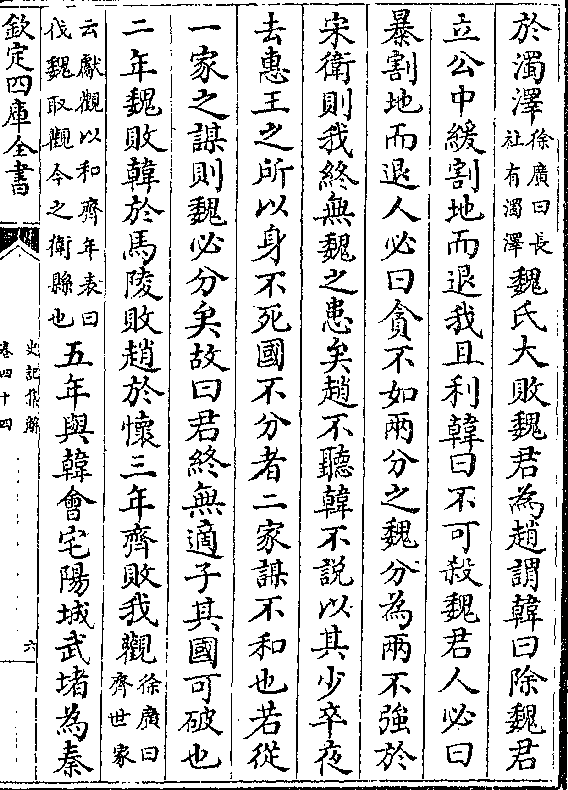 於濁澤徐廣曰長社有濁澤魏氏大敗魏君為趙謂韓曰除魏君
立公中緩割地而退我且利韓曰不可殺魏君人必曰
暴割地而退人必曰貪不如兩分之魏分為兩不強於
宋衛則我終無魏之患矣趙不聽韓不說以其少卒夜
去惠王之所以身不死國不分者二家謀不和也若從
一家之謀則魏必分矣故曰君終無適子其國可破也
二年魏敗韓於馬陵敗趙於懷三年齊敗我觀徐廣曰齊世家
云獻觀以和齊年表曰伐魏取觀今之衛縣也五年與韓會宅陽城武堵為秦
欽定四庫全書
史記集解
卷四十四
六